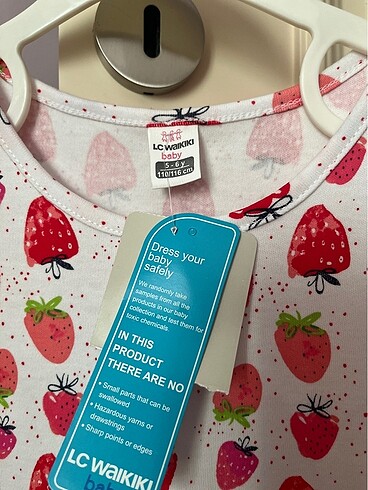 LC WAIKIKI
baby
5 - 6 y
110/116 cm
Dress your
baby
safely
We randomly take
samples from all the
products in our baby
collection and test them for
toxic chemicals.
IN THIS
PRODUCT
THERE ARE NO
• Small parts that can be
swallowed
• Hazardous yarns or
drawstrings
• Sharp points or edges
LC WAIKIKI
baby